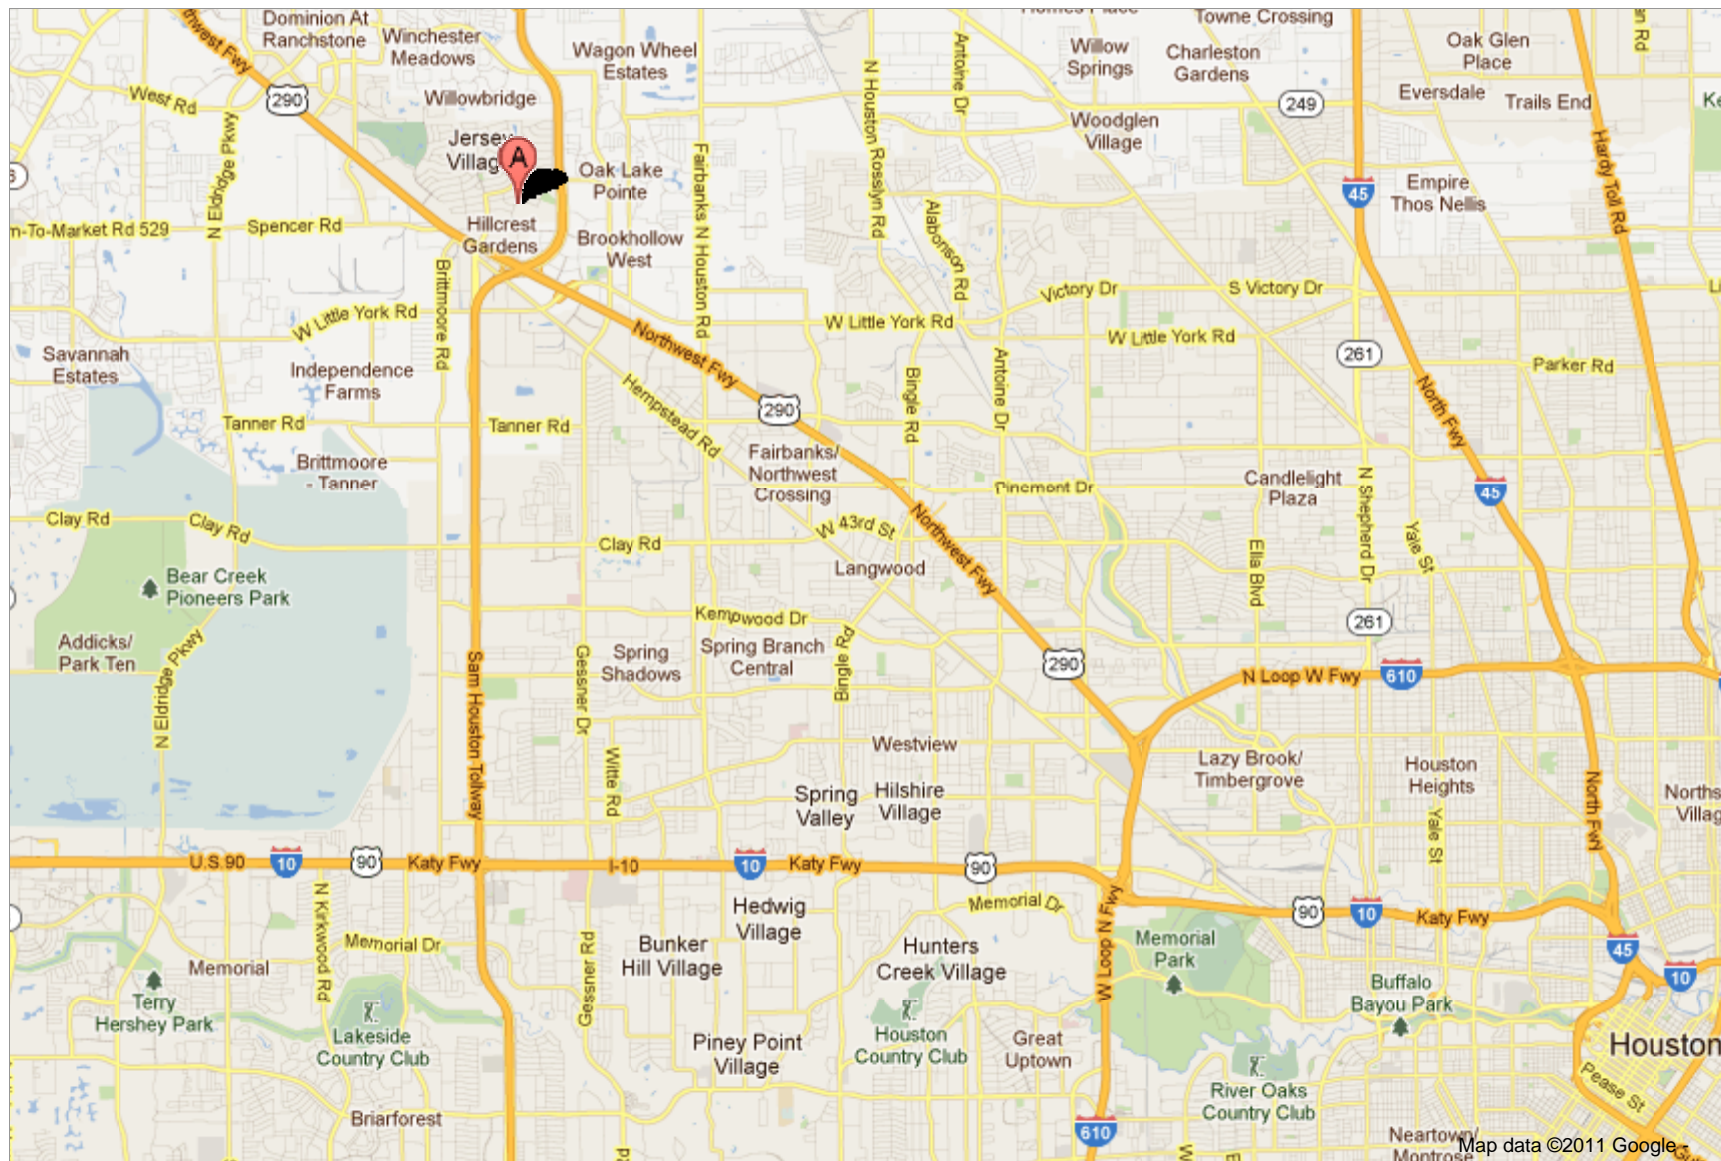 Dominion At
Ranchstone
Winchester
Meadows
Wagon Wheel
Estates
Willow
Springs
Towne Crossing
Charleston
Gardens
Oak Glen
Place
West Rd
290
Willowbridge
N Eldridge Pkwy
N Houston Rosslyn Rd
Antoine Dr
249
Eversdale
Trails End
Woodglen
Village
Hardy Toll Rd
Jersey
Village
A
Oak Lake
Pointe
Fairbanks N Houston Rd
45
Empire
Thos Nellis
Spencer Rd
Hillcrest
Gardens
Brookhollow
West
Alabonson Rd
m-To-Market Rd 529
Brittmoore Rd
Victory Dr
S Victory Dr
W Little York Rd
W Little York Rd
W Little York Rd
Northwest Fwy
Savannah
Estates
Independence
Farms
261
Parker Rd
Hempstead Rd
290
Bingle Rd
Antoine Dr
North Fwy
Tanner Rd
Tanner Rd
Brittmoore
- Tanner
Fairbanks/
Northwest
Crossing
Pinemont Dr
Candlelight
Plaza
N Shepherd Dr
45
Clay Rd
Clay Rd
Clay Rd
W 43rd St
Northwest Fwy
Yale St
Ella Blvd
Langwood
Bear Creek
Pioneers Park
Kempwood Dr
261
Addicks/
Park Ten
N Eldridge Pkwy
Sam Houston Tollway
Gessner Dr
Spring
Shadows
Spring Branch
Central
Bingle Rd
290
N Loop W Fwy
610
Witte Rd
Westview
Lazy Brook/
Timbergrove
Houston
Heights
North Fwy
Spring
Valley
Hilshire
Village
Yale St
U.S.90
10
90
Katy Fwy
I-10
10
Katy Fwy
90
N Kirkwood Rd
Hedwig
Village
Memorial Dr
W Loop N Fwy
90
10
Katy Fwy
Memorial Dr
Memorial
Gessner Rd
Bunker
Hill Village
Hunters
Creek Village
Memorial
Park
45
10
Terry
Hershey Park
Lakeside
Country Club
Houston
Country Club
Great
Uptown
Buffalo
Bayou Park
Piney Point
Village
Houston
River Oaks
Country Club
Pease St
Briarforest
610
Neartown/
Montrose
Map data ©2011 Google -